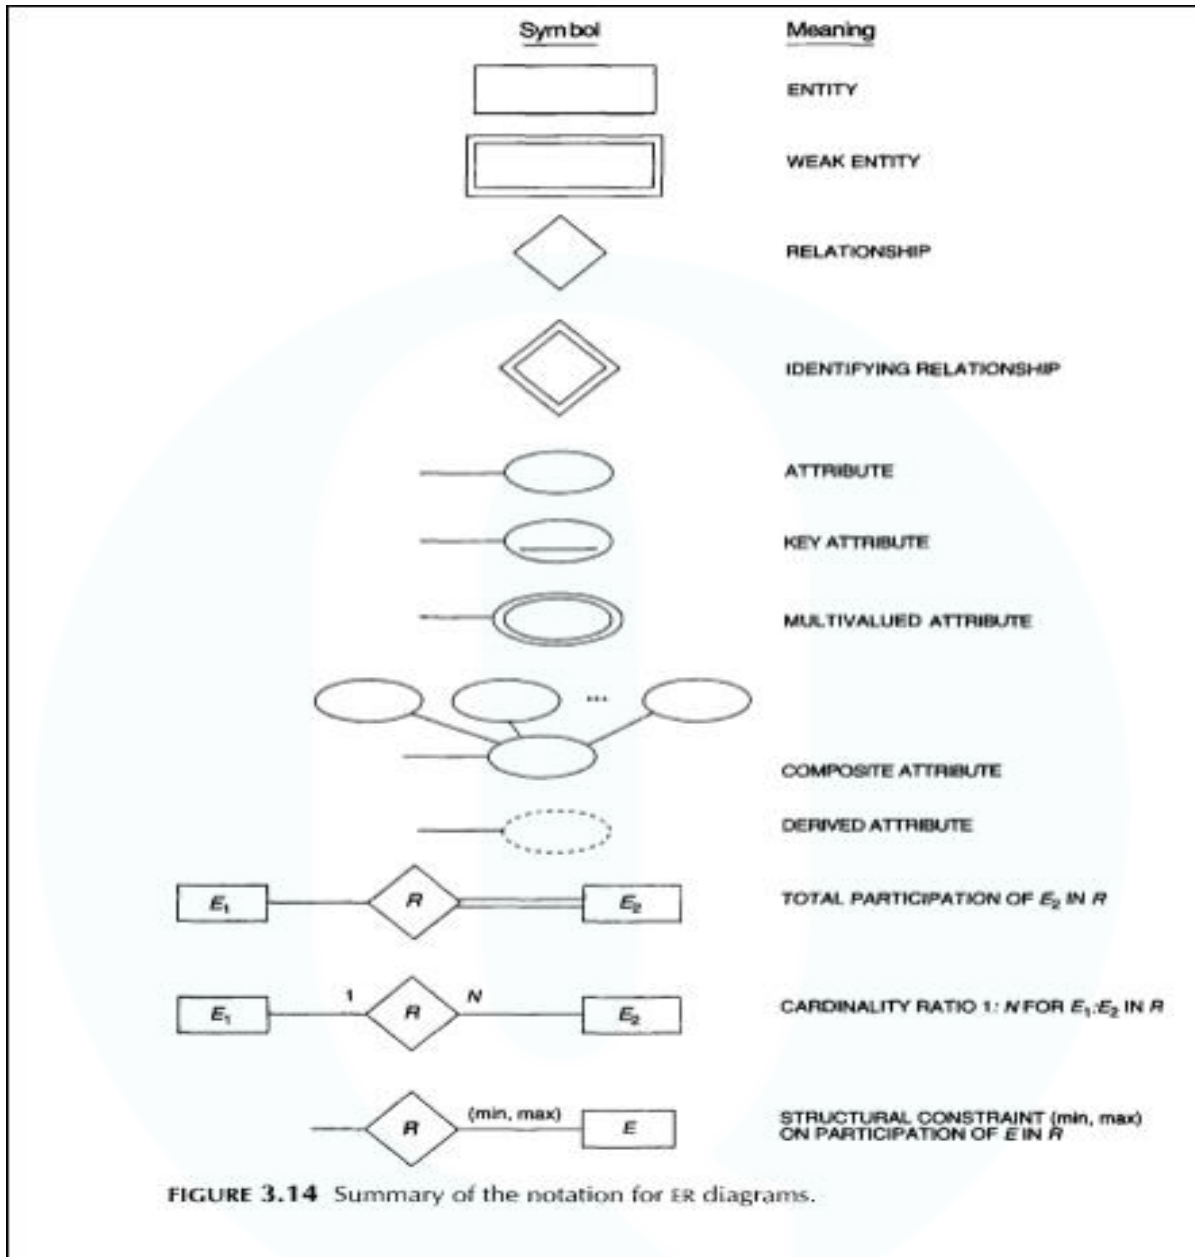 Symbol Meaning
ENTITY
WEAK ENTITY
RELATIONSHIP
IDENTIFYING RELATIONSHIP
ATTRIBUTE
KEY ATTRIBUTE
MULTIVALUED ATTRIBUTE
...
COMPOSITE ATTRIBUTE
DERIVED ATTRIBUTE
E₁ R E₂ TOTAL PARTICIPATION OF E₂ IN R
E₁ 1 R N E₂ CARDINALITY RATIO 1: N FOR E₁:E₂ IN R
R (min, max) E STRUCTURAL CONSTRAINT (min, max)
ON PARTICIPATION OF E IN R
FIGURE 3.14 Summary of the notation for ER diagrams.